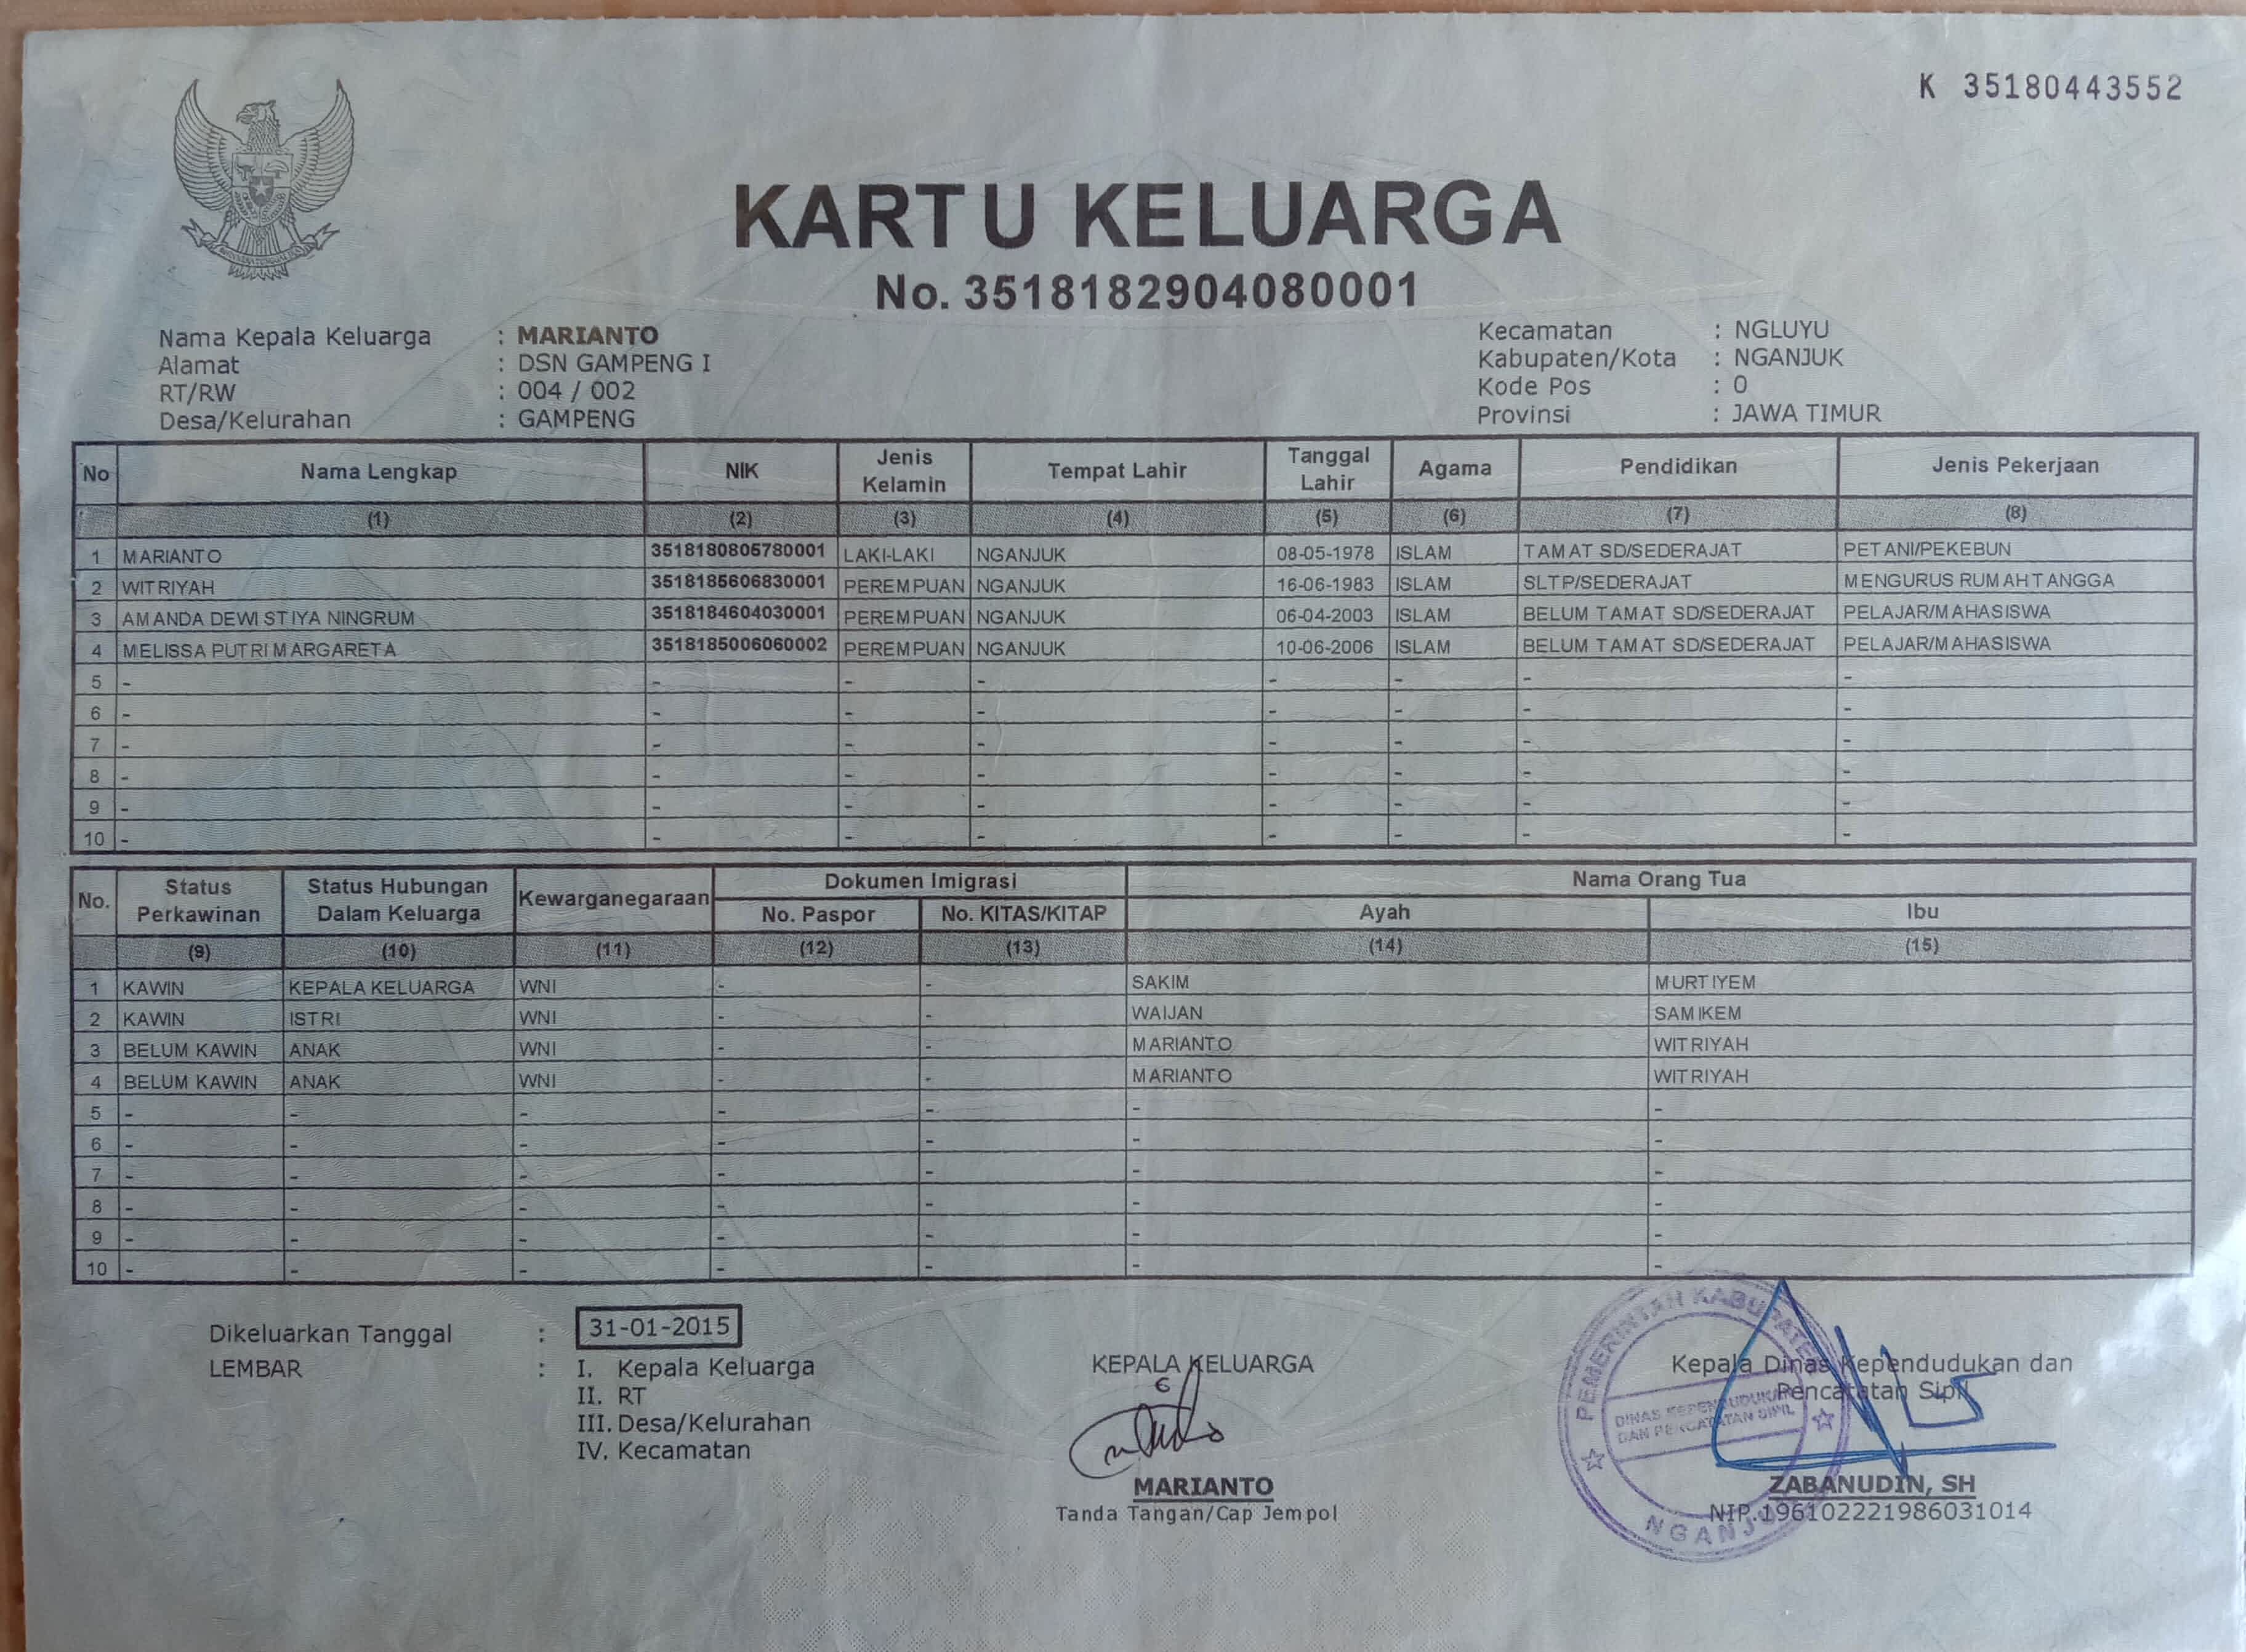 K 35180443552
KARTU KELUARGA
No. 3518182904080001
Nama Kepala Keluarga : MARIANTO
Alamat : DSN GAMPENG I
RT/RW : 004 / 002
Desa/Kelurahan : GAMPENG
Kecamatan : NGLUYU
Kabupaten/Kota : NGANJUK
Kode Pos : 0
Provinsi : JAWA TIMUR
No Nama Lengkap NIK Jenis Kelamin Tempat Lahir Tanggal Lahir Agama Pendidikan Jenis Pekerjaan
(1) (2) (3) (4) (5) (6) (7) (8)
1 MARIANTO 3518180805780001 LAKI-LAKI NGANJUK 08-05-1978 ISLAM TAMAT SD/SEDERAJAT PETANI/PEKEBUN
2 WITRIYAH 3518185606830001 PEREMPUAN NGANJUK 16-06-1983 ISLAM SLTP/SEDERAJAT MENGURUS RUMAH TANGGA
3 AMANDA DEWI STIYA NINGRUM 3518184604030001 PEREMPUAN NGANJUK 06-04-2003 ISLAM BELUM TAMAT SD/SEDERAJAT PELAJAR/MAHASISWA
4 MELISSA PUTRI MARGARETA 3518185006060002 PEREMPUAN NGANJUK 10-06-2006 ISLAM BELUM TAMAT SD/SEDERAJAT PELAJAR/MAHASISWA
5 - - - - - - - -
6 - - - - - - - -
7 - - - - - - - -
8 - - - - - - - -
9 - - - - - - - -
10 - - - - - - - -
No. Status Perkawinan Status Hubungan Dalam Keluarga Kewarganegaraan Dokumen Imigrasi Nama Orang Tua
No. Paspor No. KITAS/KITAP Ayah Ibu
(9) (10) (11) (12) (13) (14) (15)
1 KAWIN KEPALA KELUARGA WNI - - SAKIM MURTIYEM
2 KAWIN ISTRI WNI - - WAIJAN SAMIKEM
3 BELUM KAWIN ANAK WNI - - MARIANTO WITRIYAH
4 BELUM KAWIN ANAK WNI - - MARIANTO WITRIYAH
5 - - - - - - -
6 - - - - - - -
7 - - - - - - -
8 - - - - - - -
9 - - - - - - -
10 - - - - - - -
Dikeluarkan Tanggal : 31-01-2015
LEMBAR : I. Kepala Keluarga
II. RT
III. Desa/Kelurahan
IV. Kecamatan
KEPALA KELUARGA
MARIANTO
Tanda Tangan/Cap Jempol
Kepala Dinas Kependudukan dan
Pencatatan Sipil
PEMERINTAH KABUPATEN
DINAS KEPENDUDUKAN
DAN PENCATATAN SIPIL
NGANJUK
ZABANUDIN, SH
NIP.196102221986031014